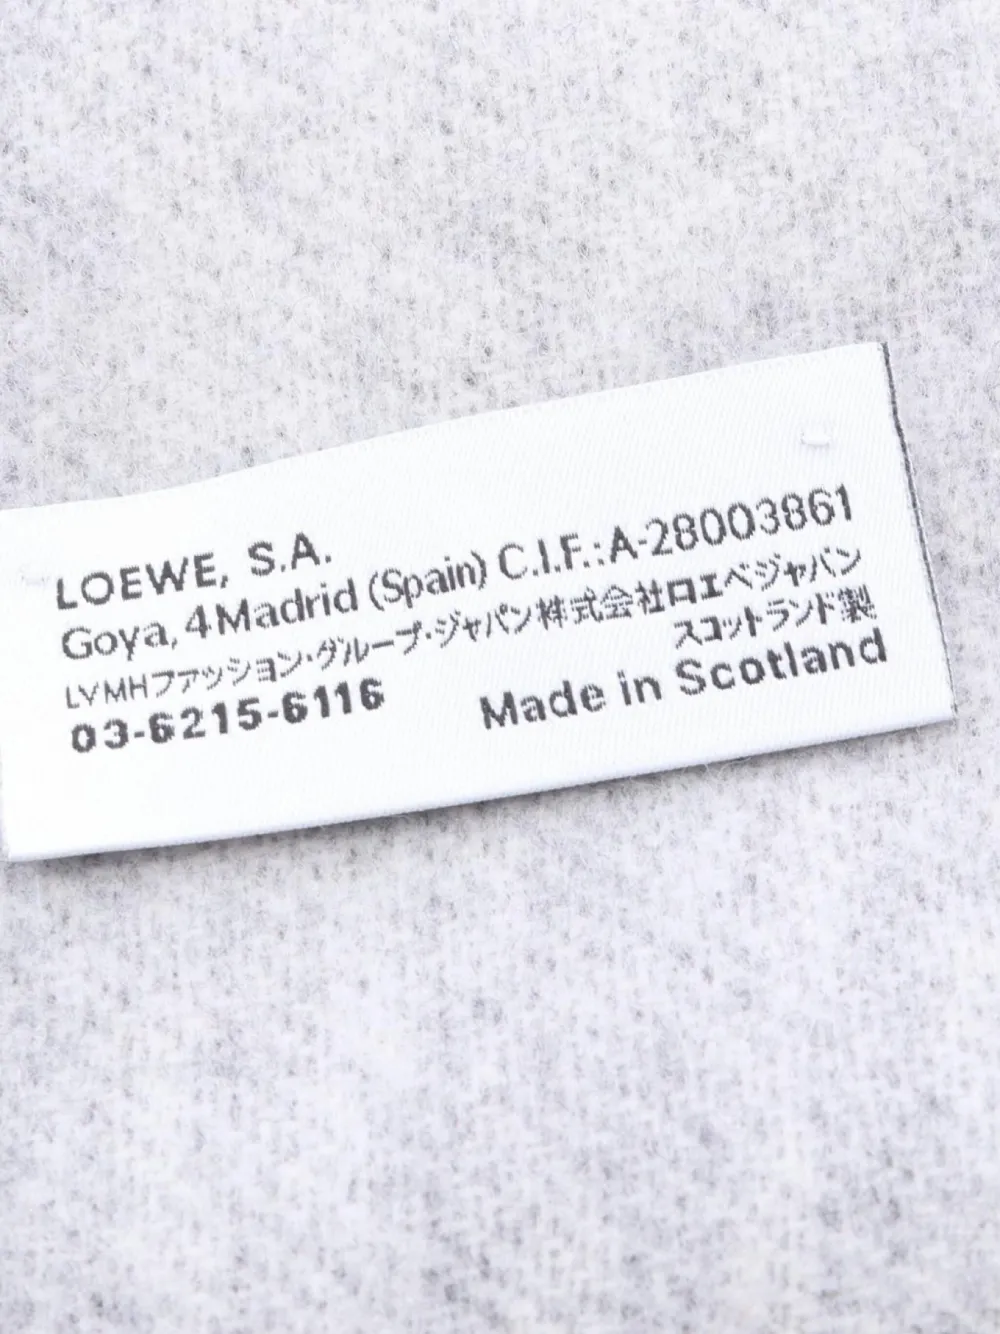 LOEWE, S.A.
Goya, 4 Madrid (Spain) C.I.F.: A-28003861
LVMHファッション・グループ・ジャパン株式会社ロエベジャパン
スコットランド製
03-6215-6116 Made in Scotland